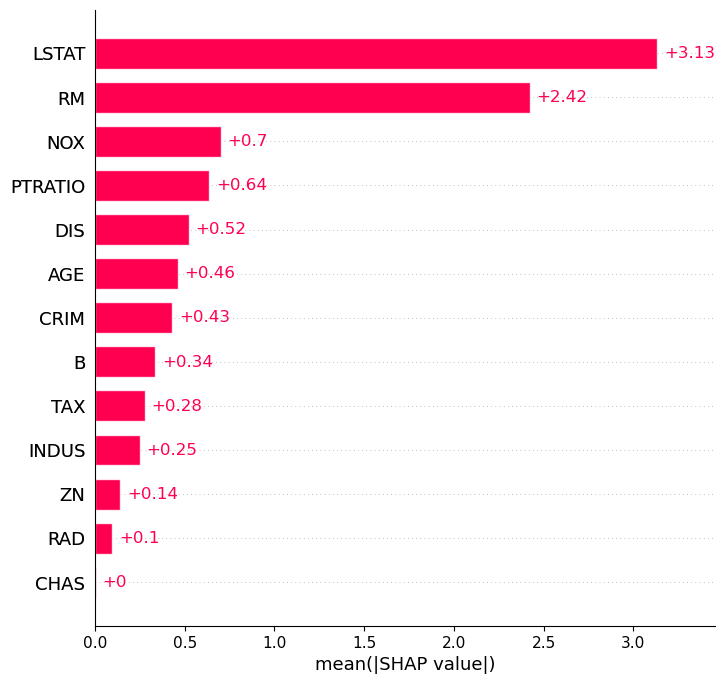 LSTAT +3.13
RM +2.42
NOX +0.7
PTRATIO +0.64
DIS +0.52
AGE +0.46
CRIM +0.43
B +0.34
TAX +0.28
INDUS +0.25
ZN +0.14
RAD +0.1
CHAS +0
0.0 0.5 1.0 1.5 2.0 2.5 3.0
mean(|SHAP value|)